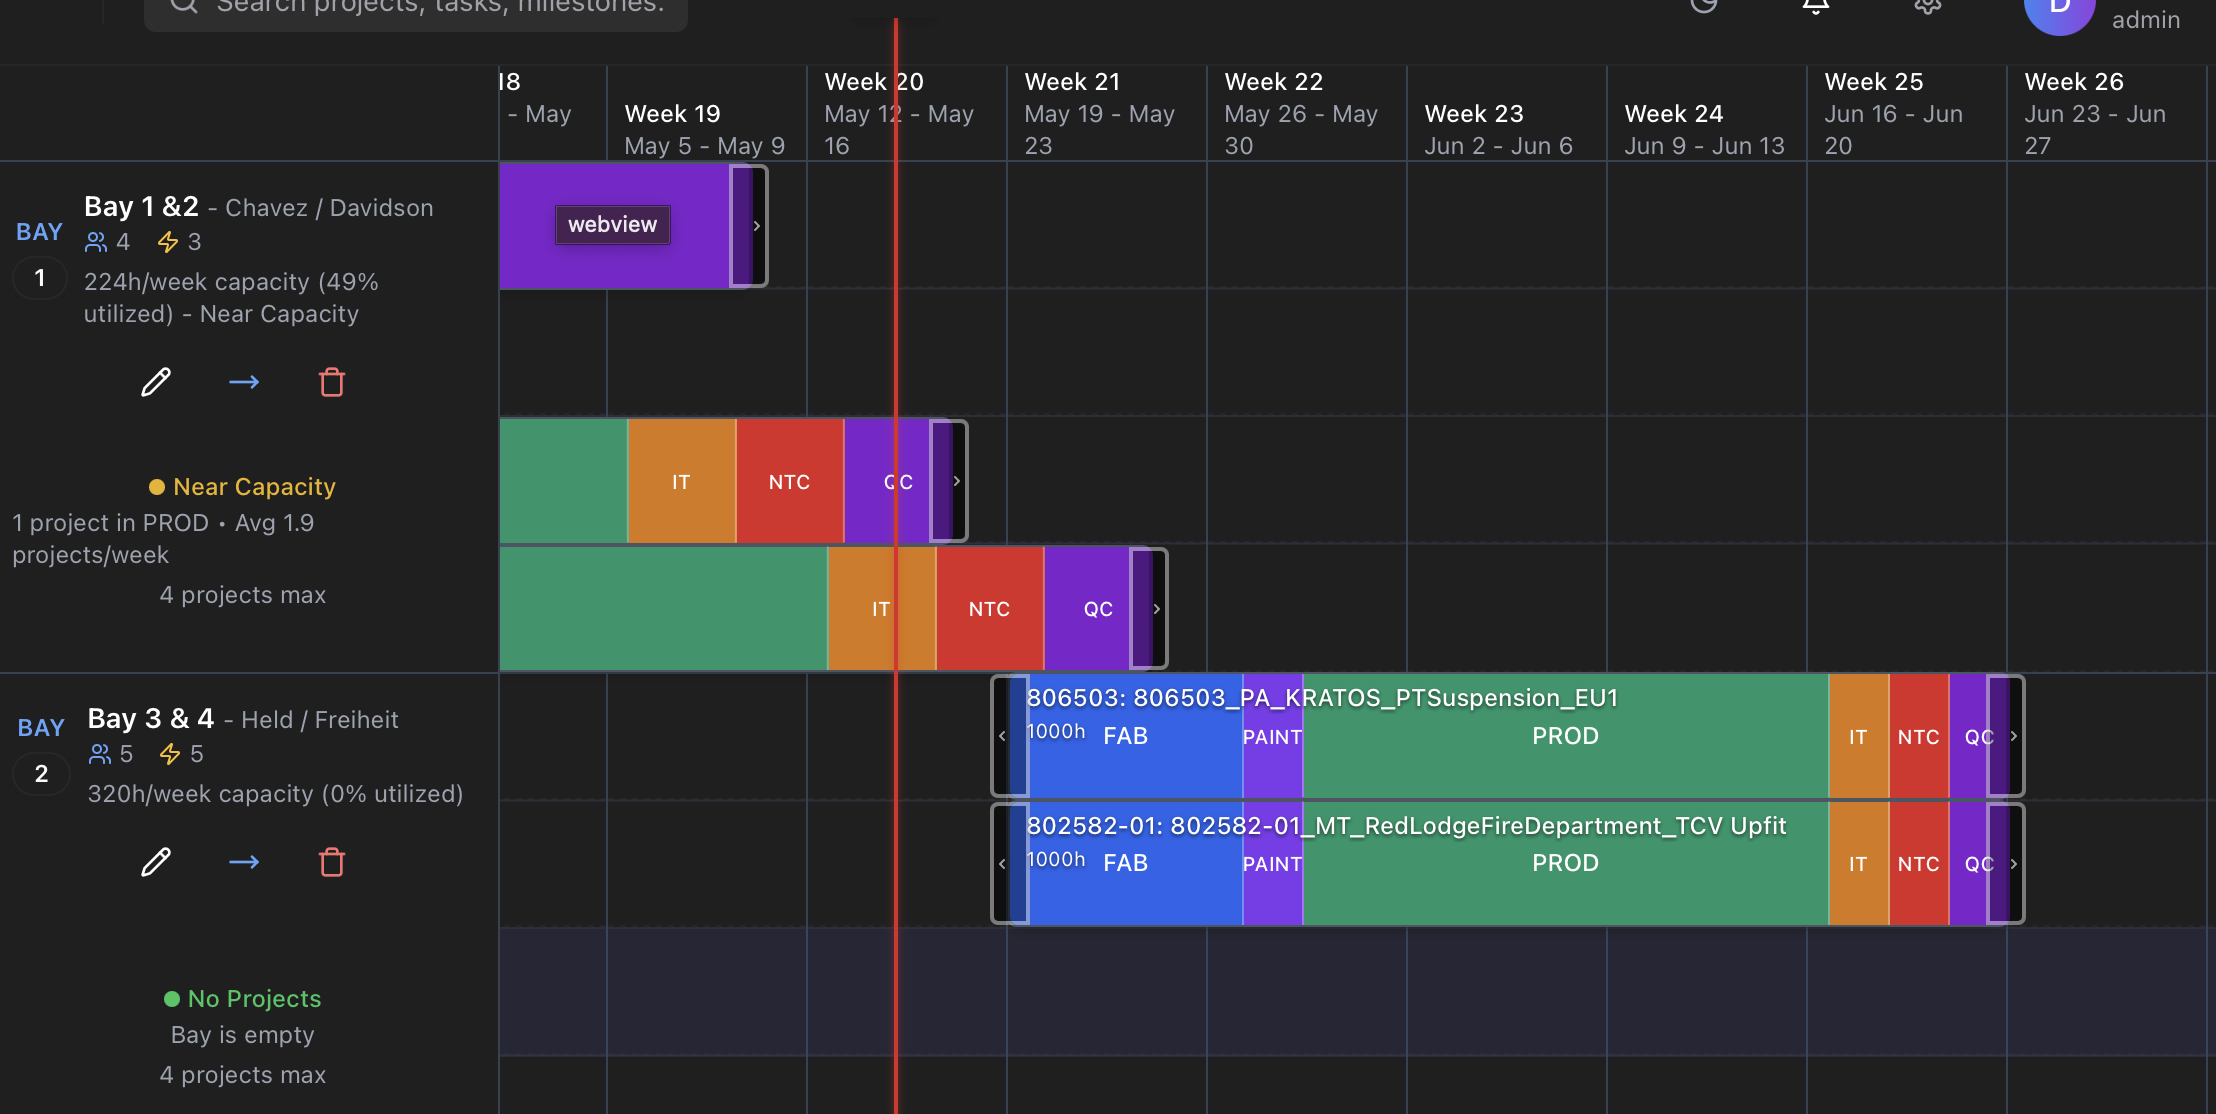 Search projects, tasks, milestones.
D
admin
18
- May
Week 19
May 5 - May 9
Week 20
May 12 - May
16
Week 21
May 19 - May
23
Week 22
May 26 - May
30
Week 23
Jun 2 - Jun 6
Week 24
Jun 9 - Jun 13
Week 25
Jun 16 - Jun
20
Week 26
Jun 23 - Jun
27
BAY
1
Bay 1 &2 - Chavez / Davidson
4 3
224h/week capacity (49%
utilized) - Near Capacity
Near Capacity
1 project in PROD • Avg 1.9
projects/week
4 projects max
webview
IT NTC QC
IT NTC QC
BAY
2
Bay 3 & 4 - Held / Freiheit
5 5
320h/week capacity (0% utilized)
No Projects
Bay is empty
4 projects max
806503: 806503_PA_KRATOS_PTSuspension_EU1
1000h FAB PAINT PROD IT NTC QC
802582-01: 802582-01_MT_RedLodgeFireDepartment_TCV Upfit
1000h FAB PAINT PROD IT NTC QC